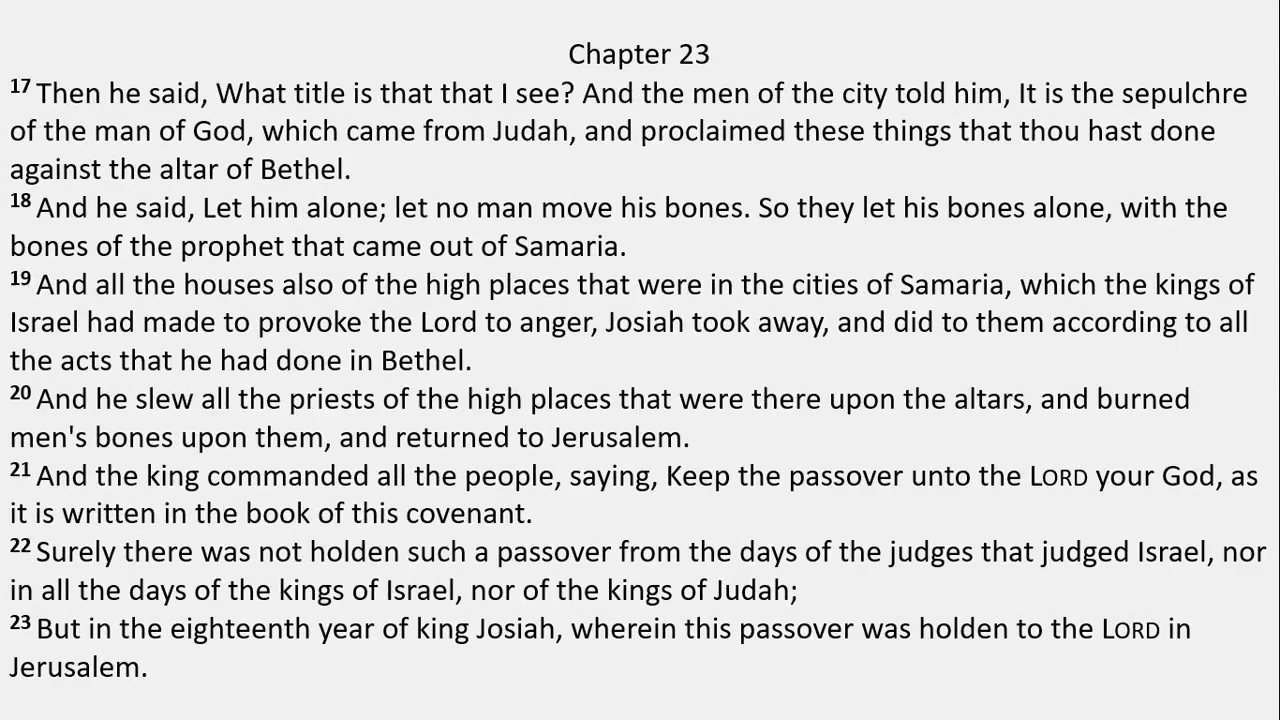 Chapter 23
17 Then he said, What title is that that I see? And the men of the city told him, It is the sepulchre
of the man of God, which came from Judah, and proclaimed these things that thou hast done
against the altar of Bethel.
18 And he said, Let him alone; let no man move his bones. So they let his bones alone, with the
bones of the prophet that came out of Samaria.
19 And all the houses also of the high places that were in the cities of Samaria, which the kings of
Israel had made to provoke the Lord to anger, Josiah took away, and did to them according to all
the acts that he had done in Bethel.
20 And he slew all the priests of the high places that were there upon the altars, and burned
men's bones upon them, and returned to Jerusalem.
21 And the king commanded all the people, saying, Keep the passover unto the LORD your God, as
it is written in the book of this covenant.
22 Surely there was not holden such a passover from the days of the judges that judged Israel, nor
in all the days of the kings of Israel, nor of the kings of Judah;
23 But in the eighteenth year of king Josiah, wherein this passover was holden to the LORD in
Jerusalem.